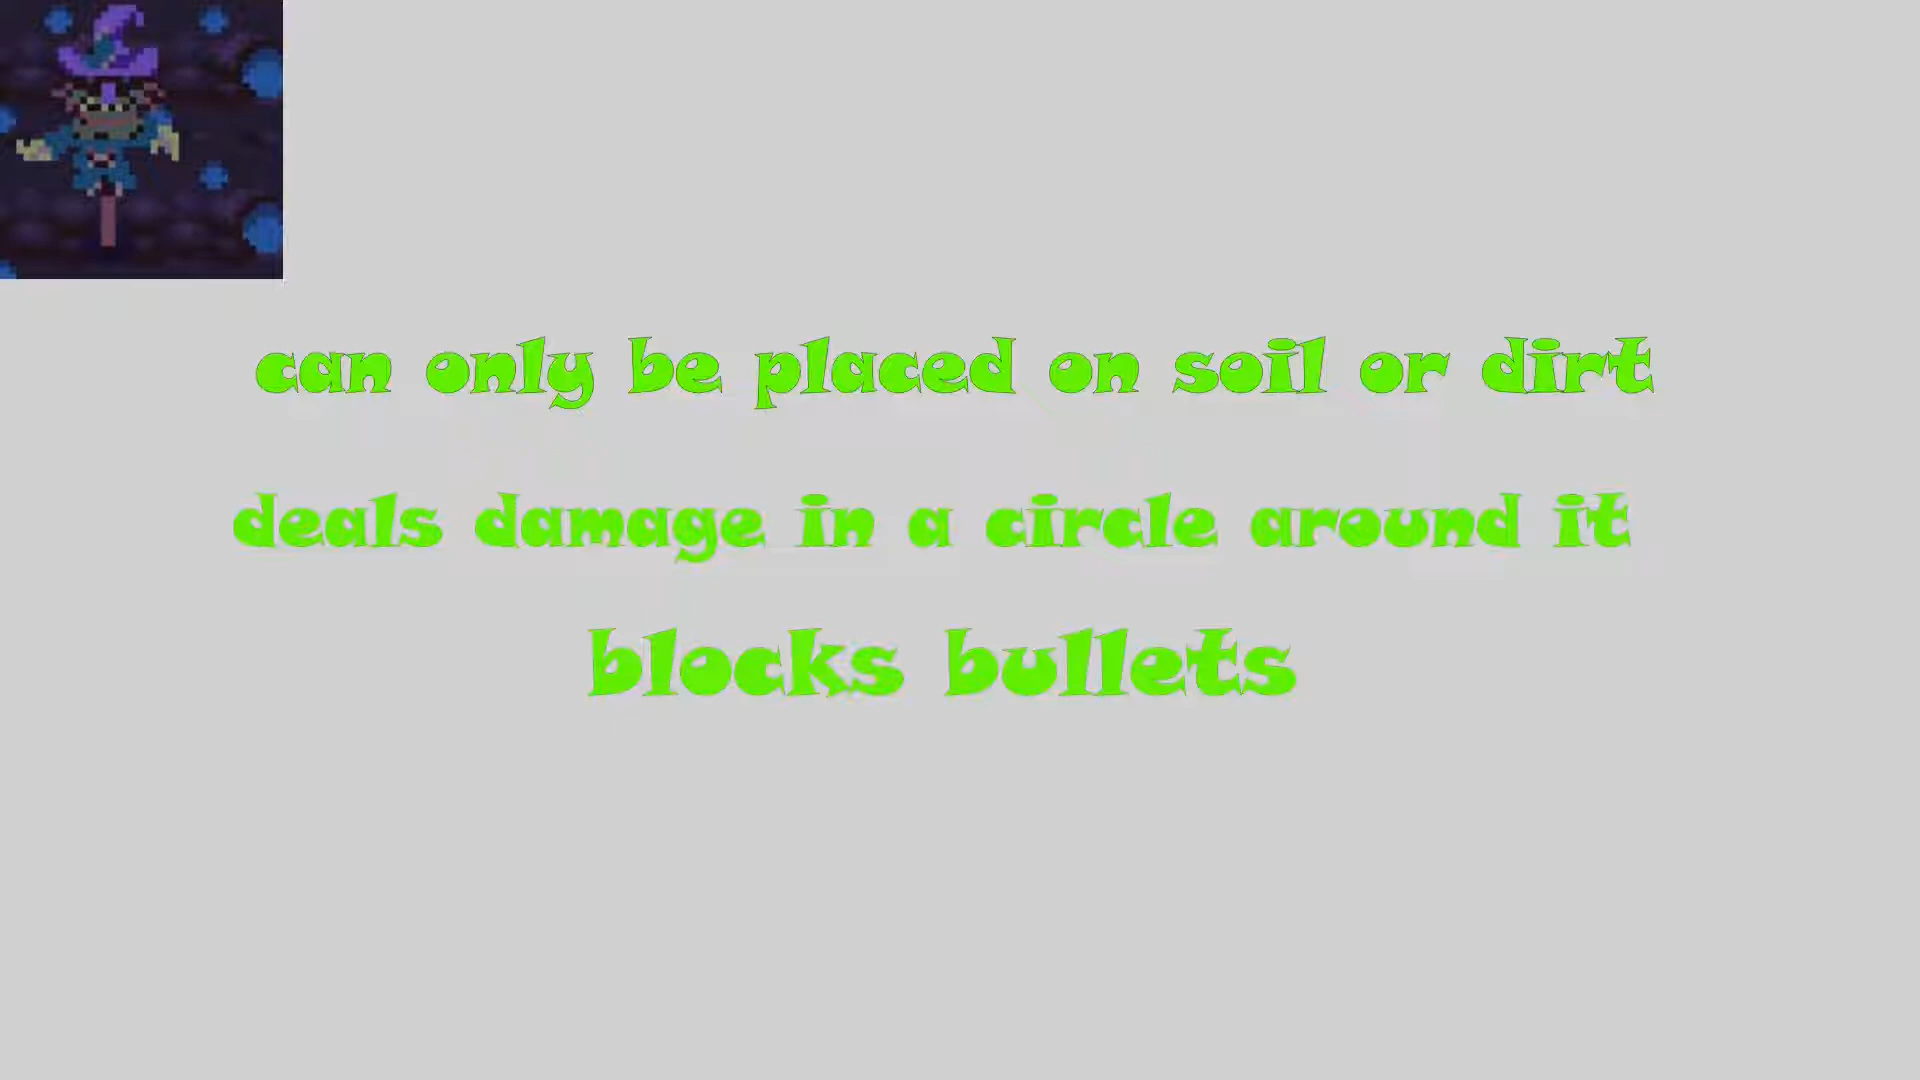 can only be placed on soil or dirt
deals damage in a circle around it
blocks bullets